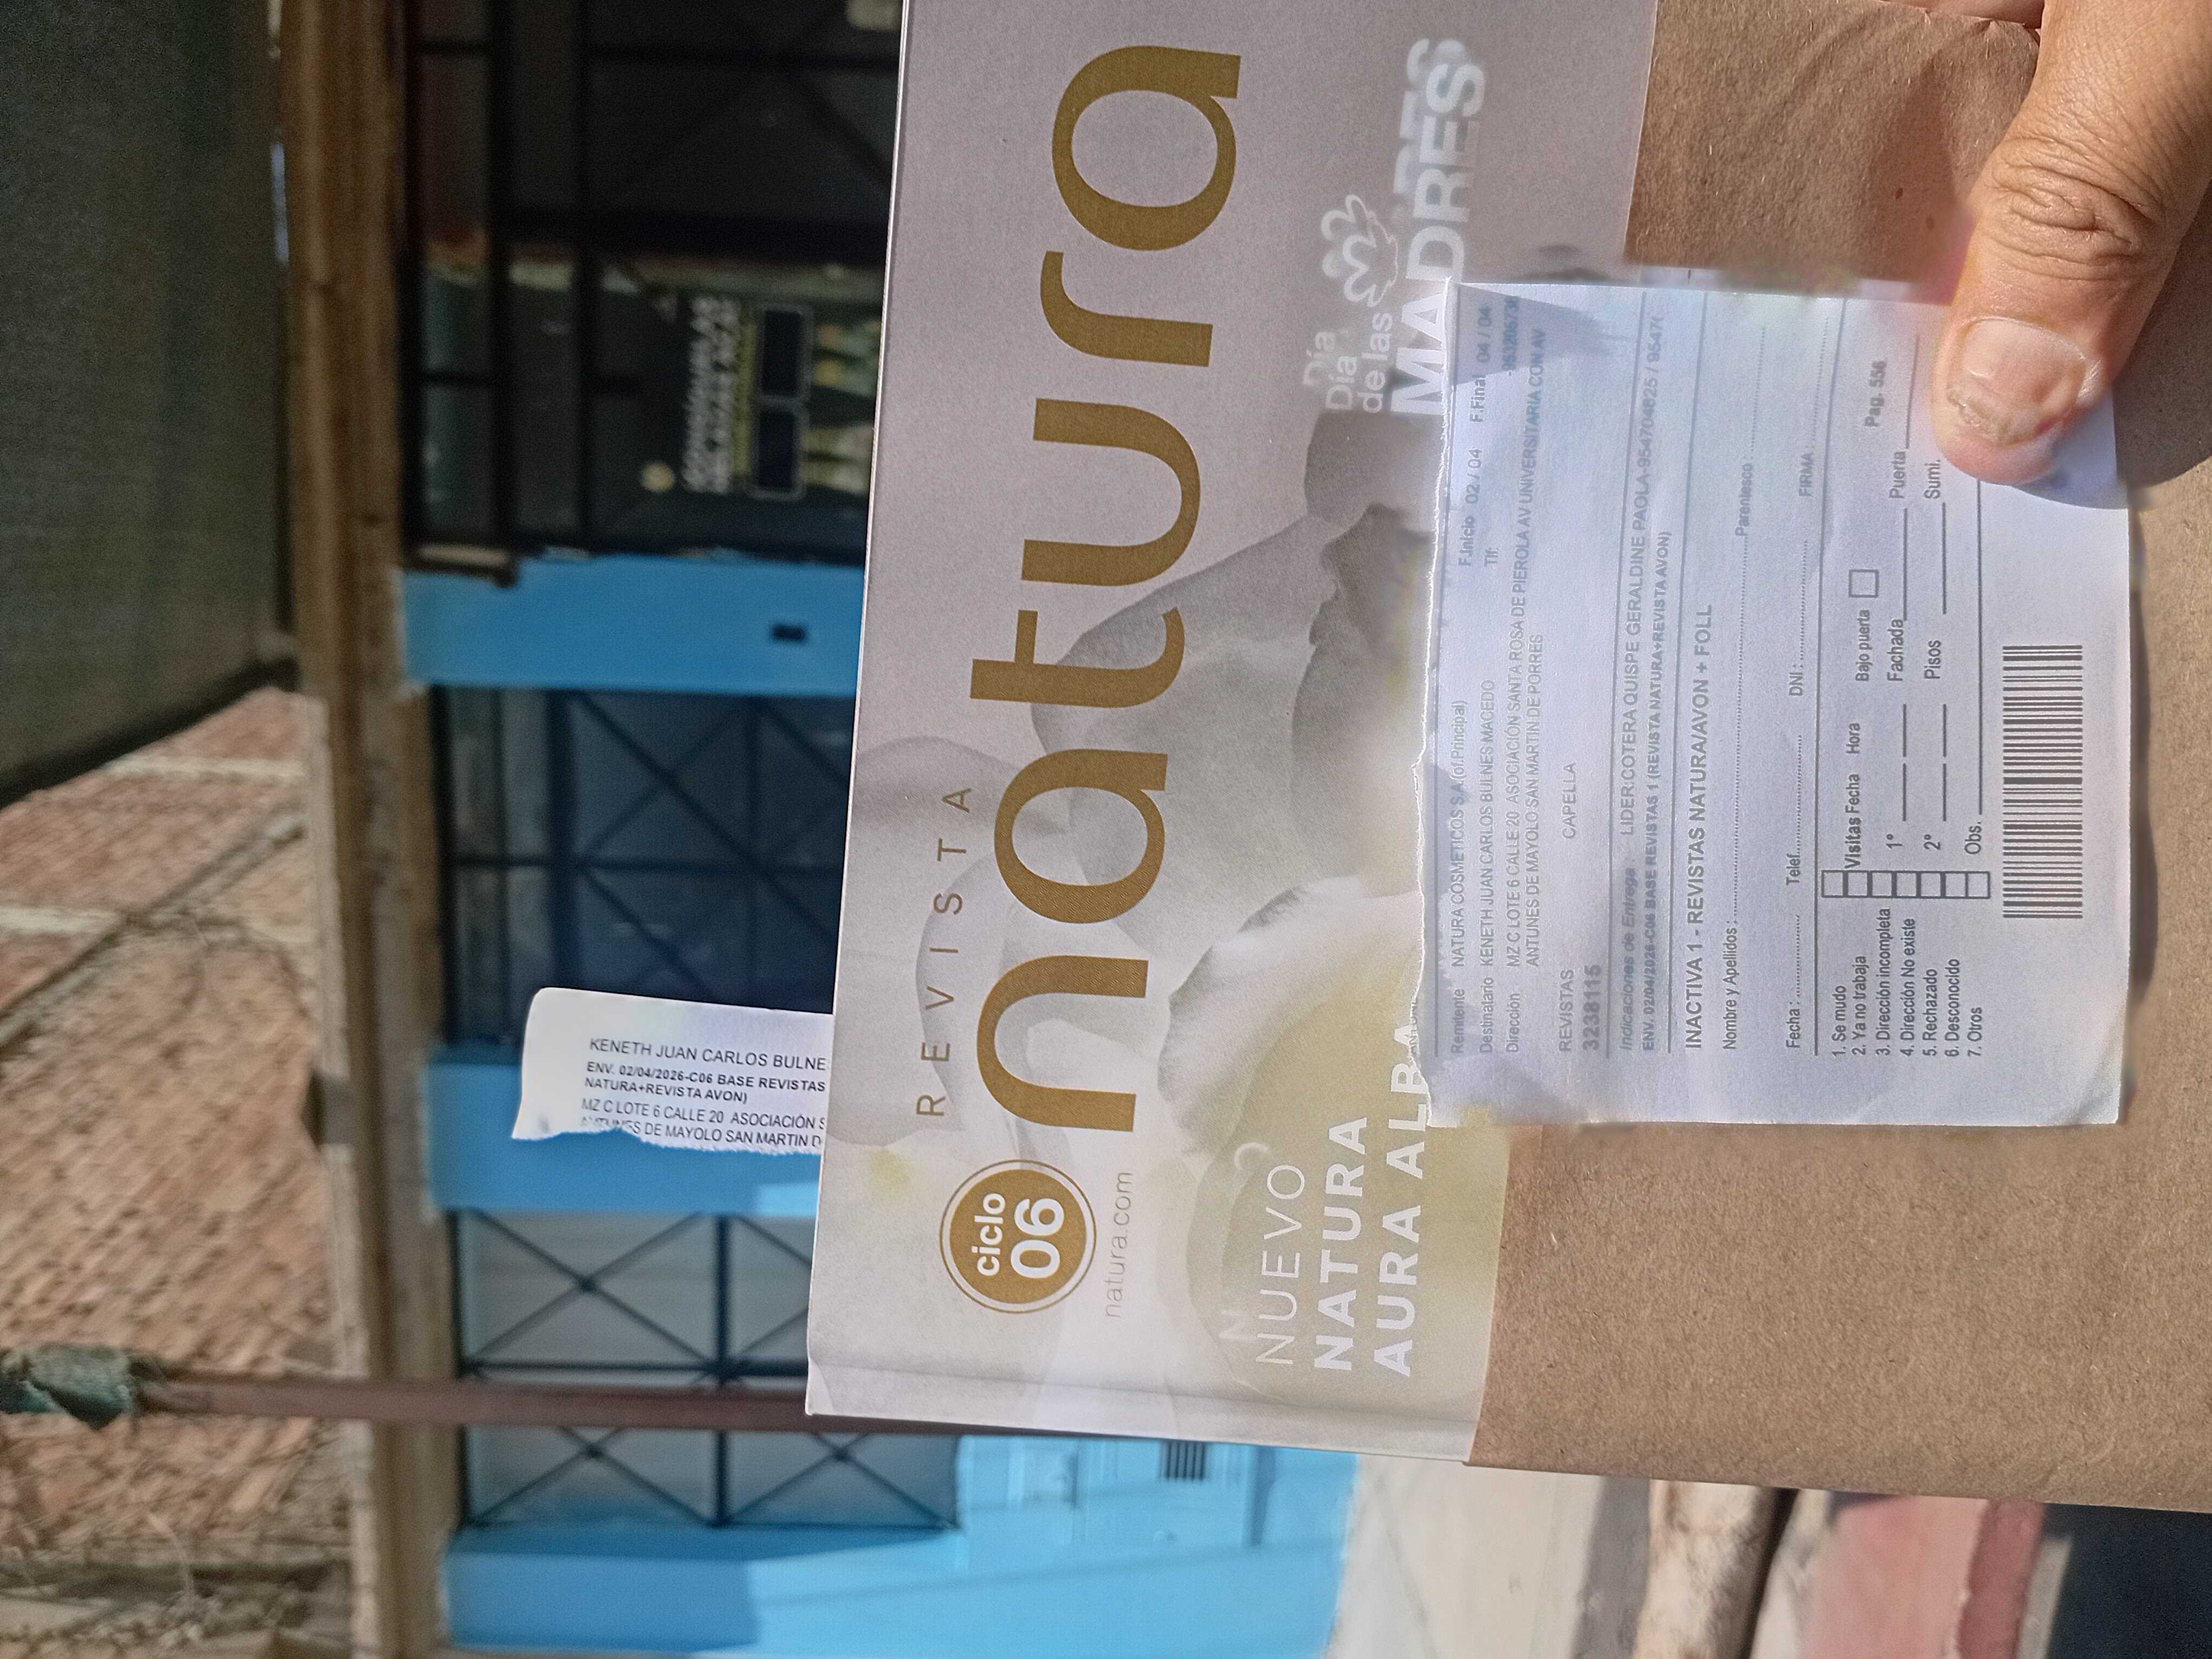 REVISTA
natura
ciclo
06
natura.com
NUEVO
NATURA
AURA ALBA
Día
de las
MADRES
KENETH JUAN CARLOS BULNE
ENV. 02/04/2026-C06 BASE REVISTAS
NATURA+REVISTA AVON)
MZ C LOTE 6 CALLE 20 ASOCIACIÓN S
ANTUNES DE MAYOLO SAN MARTIN D
Remitente NATURA COSMETICOS S.A.(of.Principal) F.Inicio 02 / 04 F.Final 04 / 04
Destinatario KENETH JUAN CARLOS BULNES MACEDO Tlf:
Dirección MZ C LOTE 6 CALLE 20 ASOCIACIÓN SANTA ROSA DE PIEROLA AV UNIVERSITARIA CON AV
ANTUNES DE MAYOLO SAN MARTIN DE PORRES
REVISTAS CAPELLA
3238115
Indicaciones de Entrega: LIDER:COTERA QUISPE GERALDINE PAOLA-954704625 / 95470
ENV. 02/04/2026-C06 BASE REVISTAS 1 (REVISTA NATURA+REVISTA AVON)
INACTIVA 1 - REVISTAS NATURA/AVON + FOLL
Nombre y Apellidos : Parentesco
Fecha : Telef. DNI : FIRMA :
1. Se mudo
2. Ya no trabaja
3. Dirección incompleta
4. Dirección No existe
5. Rechazado
6. Desconocido
7. Otros
Visitas Fecha Hora Bajo puerta Pag. 556
1° Fachada Puerta
2° Pisos Sumi.
Obs.